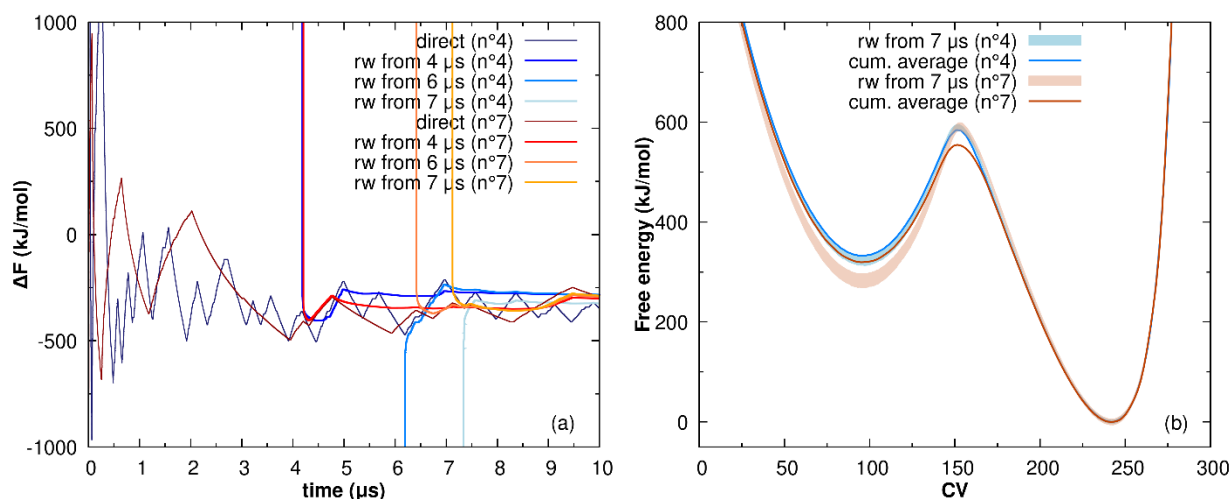 1000
500
0
-500
-1000
ΔF (kJ/mol)
direct (n°4)
rw from 4 μs (n°4)
rw from 6 μs (n°4)
rw from 7 μs (n°4)
direct (n°7)
rw from 4 μs (n°7)
rw from 6 μs (n°7)
rw from 7 μs (n°7)
(a)
0 1 2 3 4 5 6 7 8 9 10
time (μs)
800
600
400
200
0
Free energy (kJ/mol)
rw from 7 μs (n°4)
cum. average (n°4)
rw from 7 μs (n°7)
cum. average (n°7)
(b)
0 50 100 150 200 250 300
CV